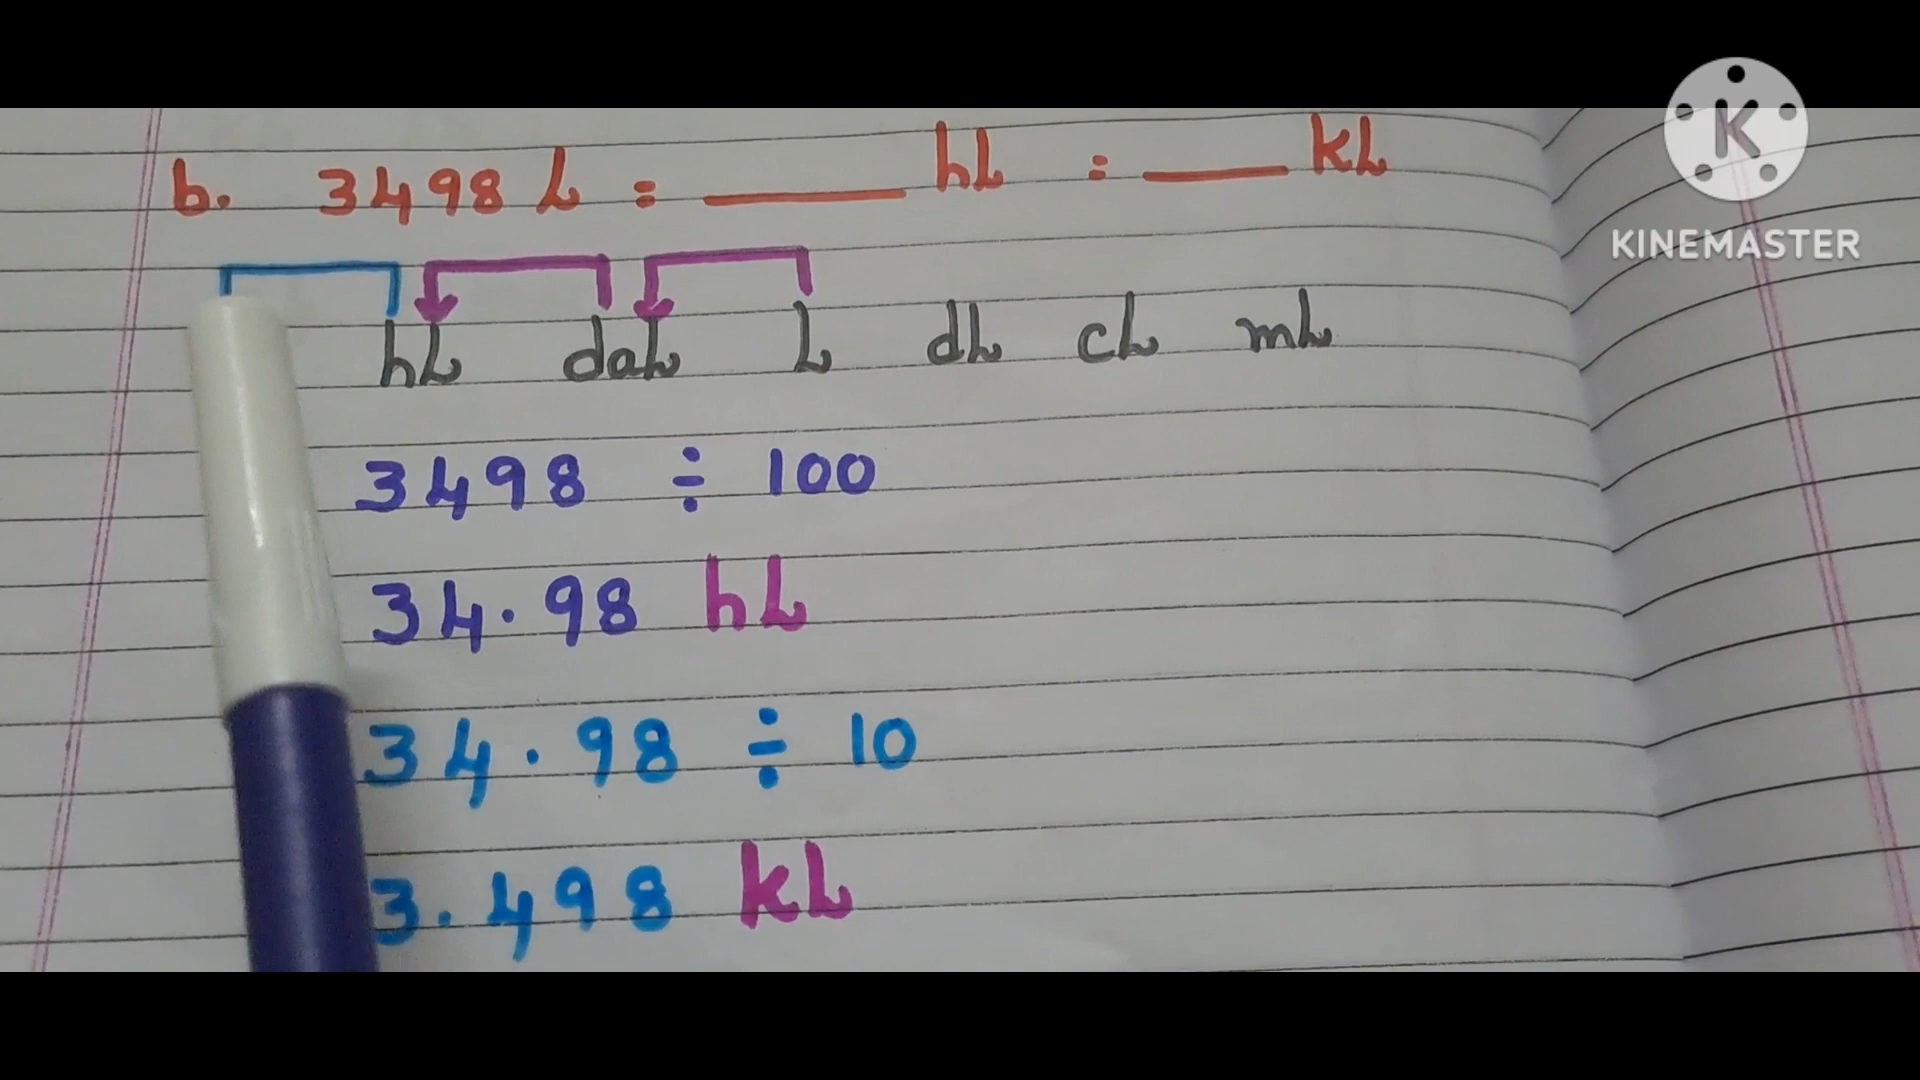 b. 3498 L = ____ hL = ___ kL
hL daL L dL cL mL
3498 ÷ 100
34.98 hL
34.98 ÷ 10
3.498 kL
K
KINEMASTER